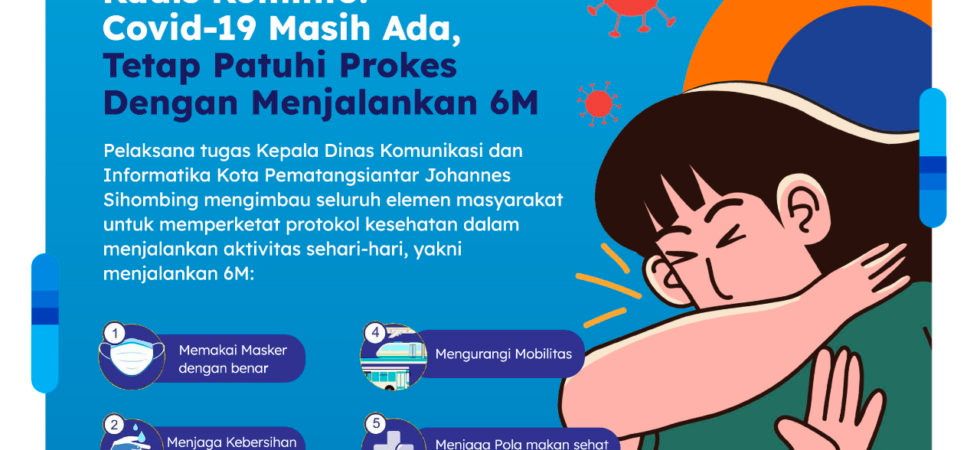 Kadis Kominfo:
Covid-19 Masih Ada,
Tetap Patuhi Prokes
Dengan Menjalankan 6M
Pelaksana tugas Kepala Dinas Komunikasi dan
Informatika Kota Pematangsiantar Johannes
Sihombing mengimbau seluruh elemen masyarakat
untuk memperketat protokol kesehatan dalam
menjalankan aktivitas sehari-hari, yakni
menjalankan 6M:
1
Memakai Masker
dengan benar
2
Menjaga Kebersihan
4
Mengurangi Mobilitas
5
Menjaga Pola makan sehat